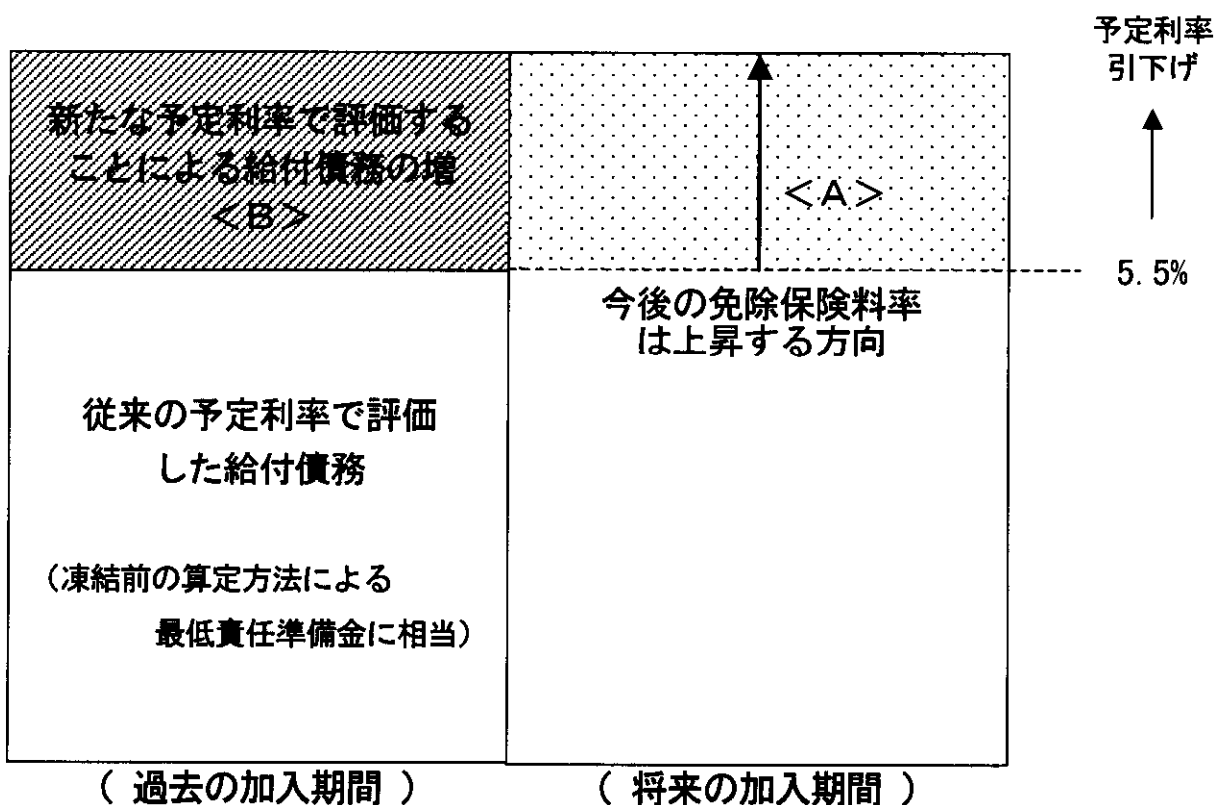 予定利率
引下げ
新たな予定利率で評価する
ことによる給付債務の増
<B>
<A>
5.5%
今後の免除保険料率
は上昇する方向
従来の予定利率で評価
した給付債務
(凍結前の算定方法による
最低責任準備金に相当)
( 過去の加入期間 )
( 将来の加入期間 )